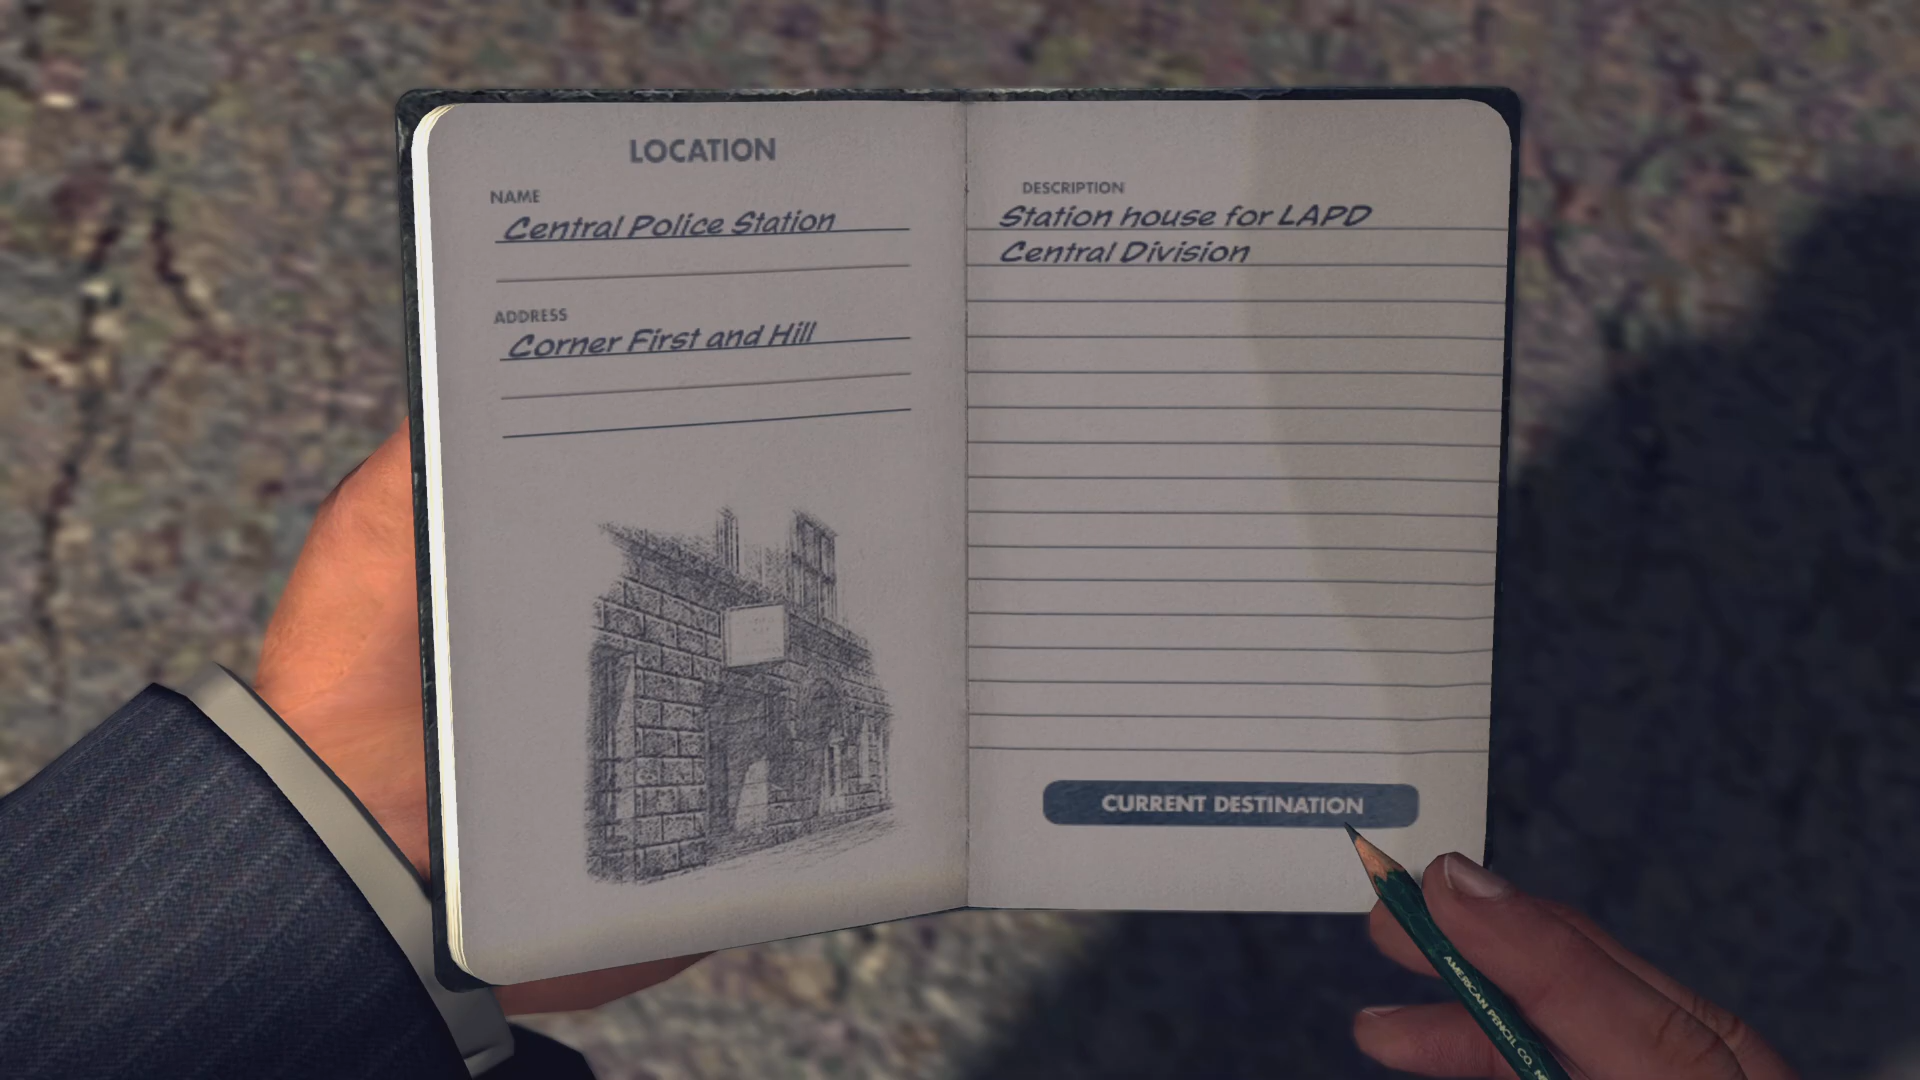 LOCATION
NAME
Central Police Station
ADDRESS
Corner First and Hill
DESCRIPTION
Station house for LAPD
Central Division
CURRENT DESTINATION
AMERICAN PENCIL CO.